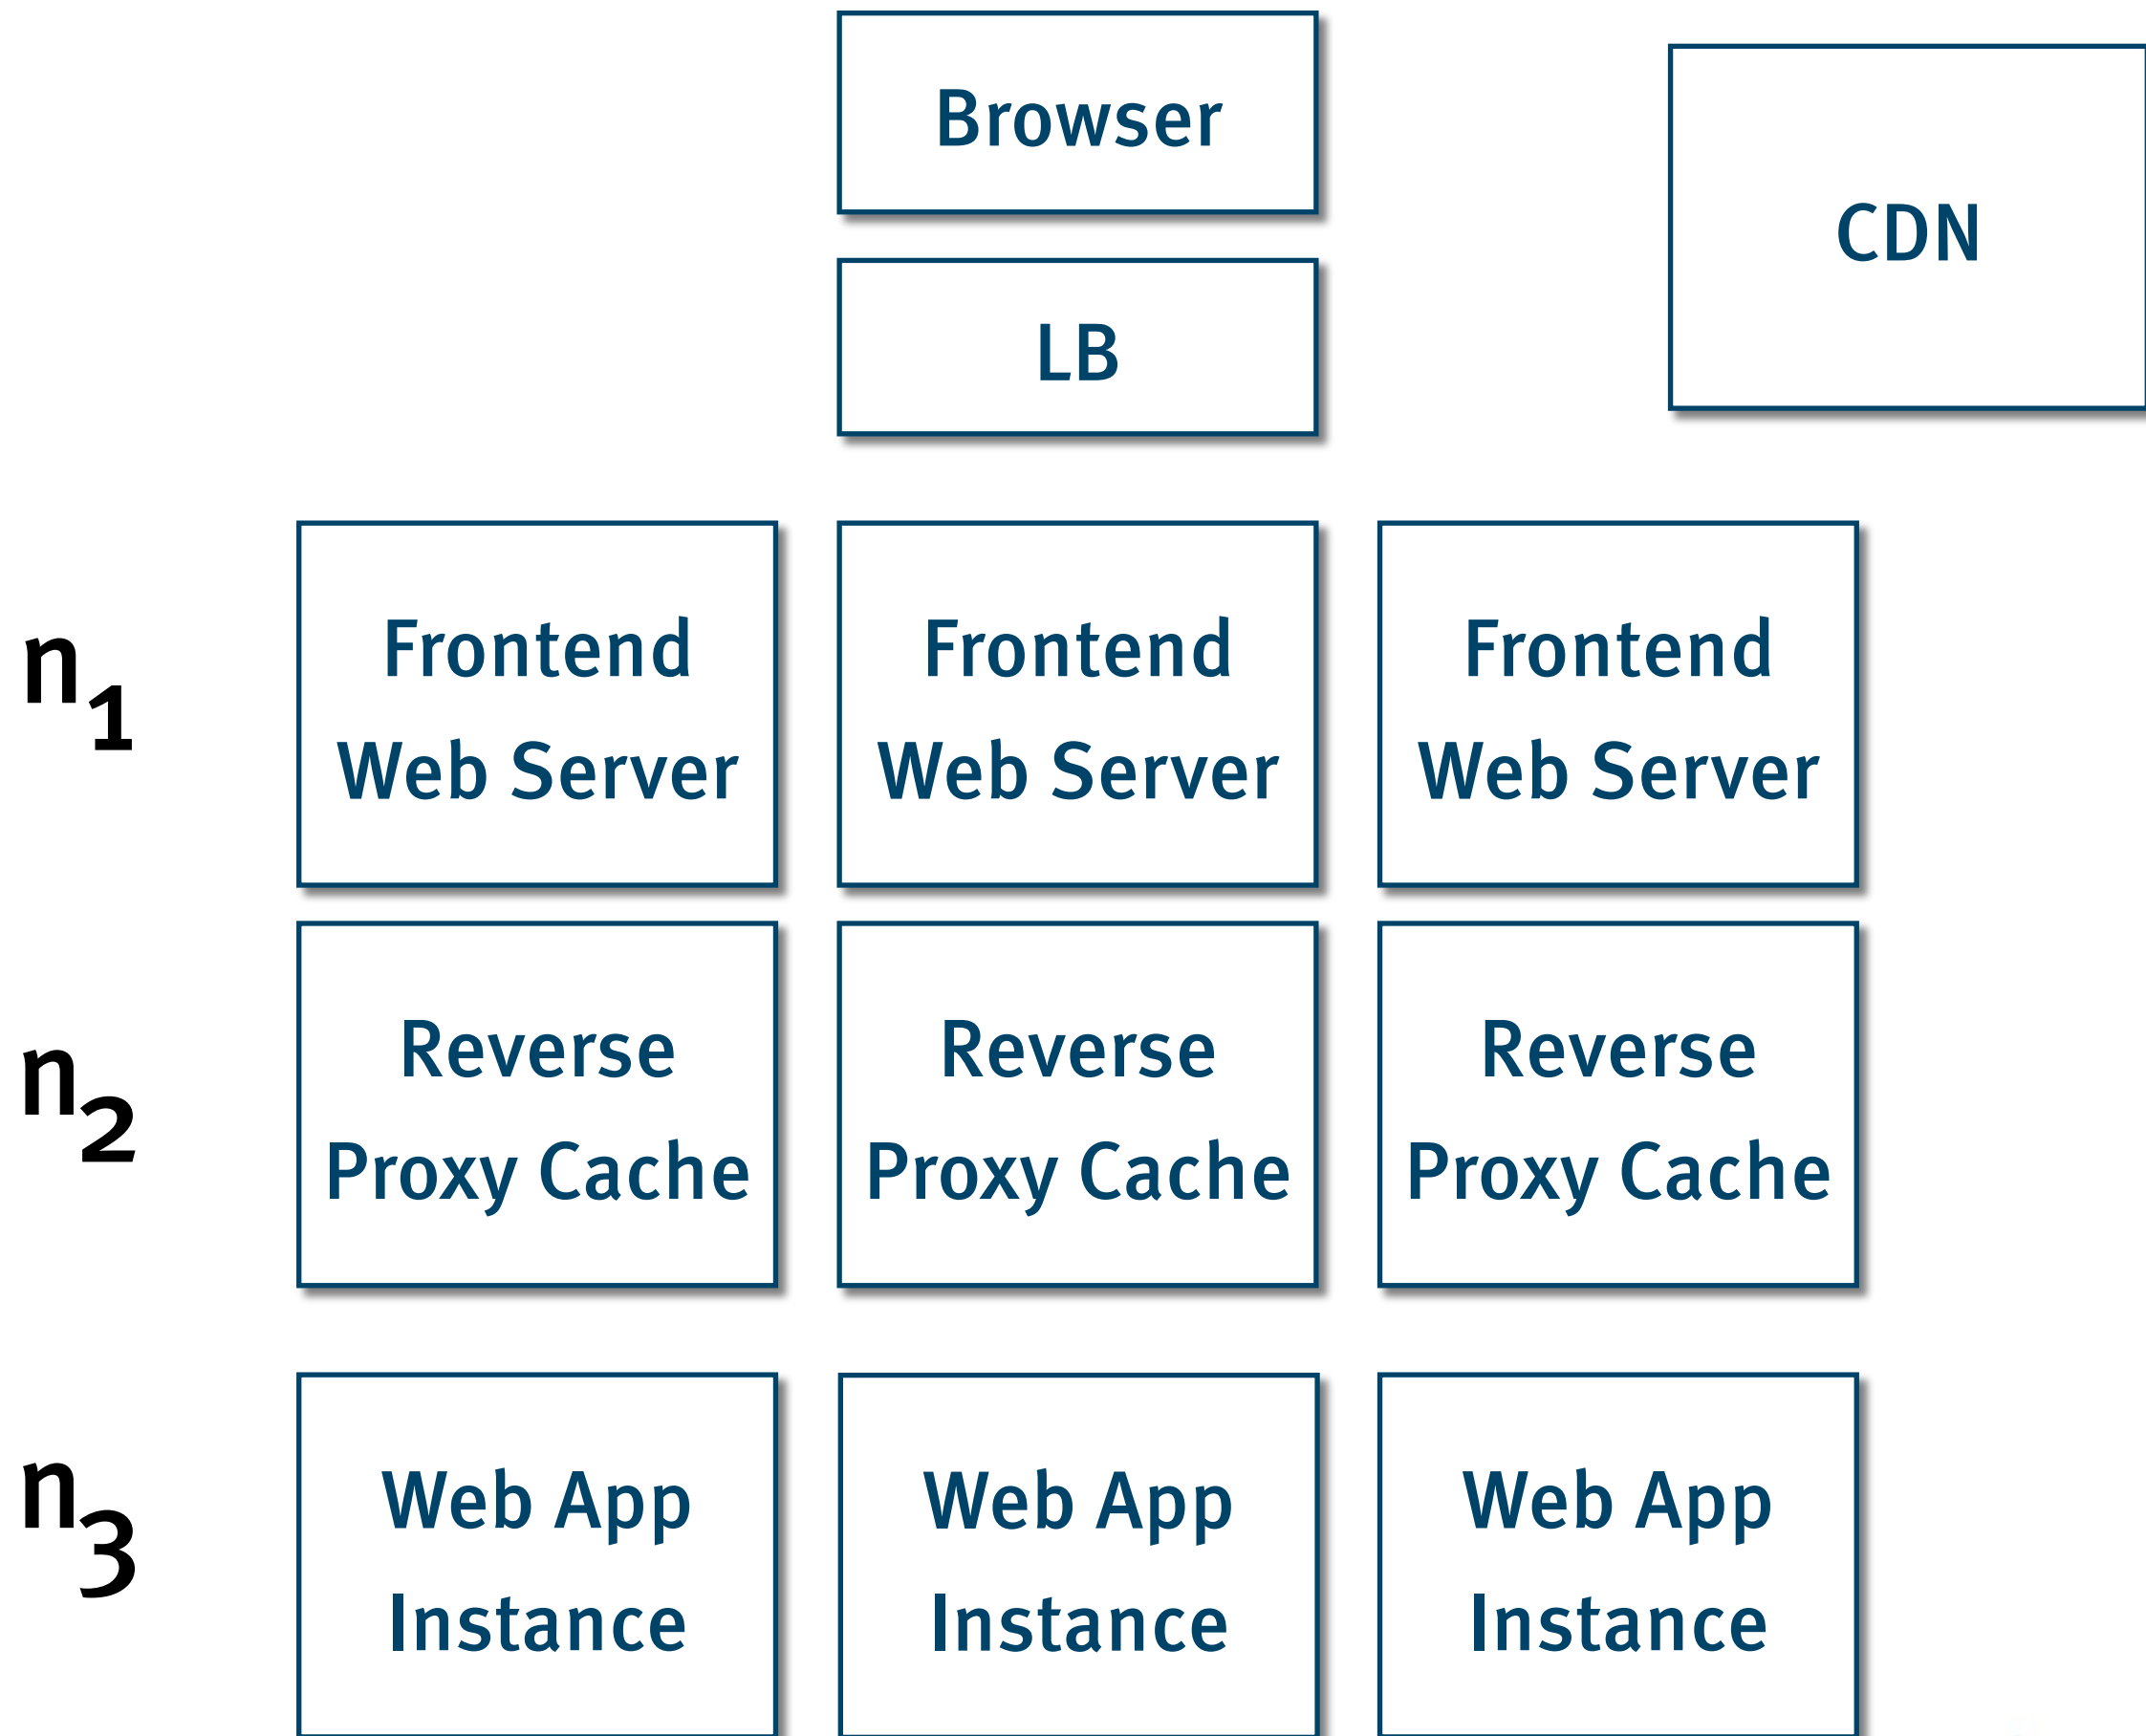 Browser
CDN
LB
n1
Frontend
Web Server
Frontend
Web Server
Frontend
Web Server
n2
Reverse
Proxy Cache
Reverse
Proxy Cache
Reverse
Proxy Cache
n3
Web App
Instance
Web App
Instance
Web App
Instance